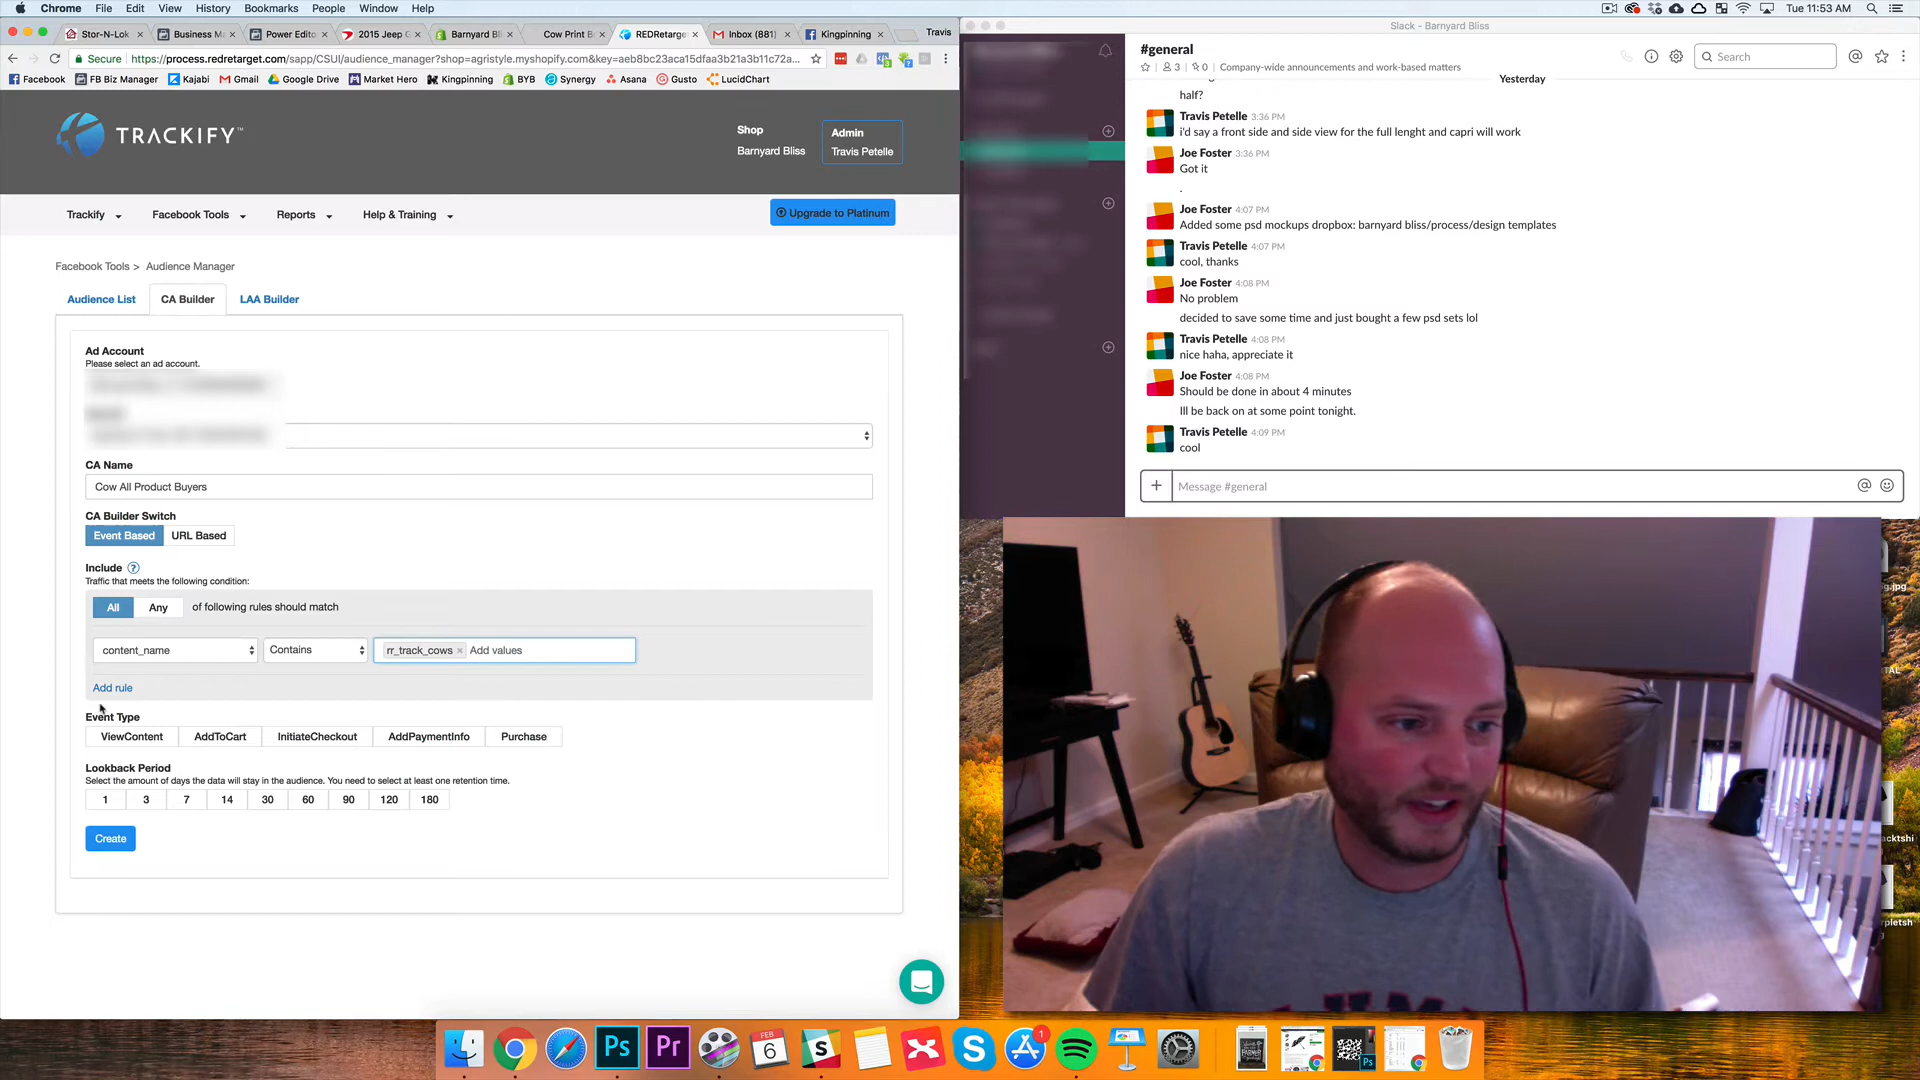 Chrome File Edit View History Bookmarks People Window Help
Tue 11:53 AM
Stor-N-Lok
Business M
Power Edito
2015 Jeep G
Barnyard Bli
Cow Print B
REDRetarge
Inbox (881)
Kingpinning
Travis
Secure https://process.redretarget.com/sapp/CSUI/audience_manager?shop=agristyle.myshopify.com&key=aeb8bc23aca15dfaa3b21a3b11c72a...
Facebook FB Biz Manager Kajabi Gmail Google Drive Market Hero Kingpinning BYB Synergy Asana Gusto LucidChart
TRACKIFY™
Shop
Barnyard Bliss
Admin
Travis Petelle
Trackify Facebook Tools Reports Help & Training
Upgrade to Platinum
Facebook Tools > Audience Manager
Audience List CA Builder LAA Builder
Ad Account
Please select an ad account.
CA Name
Cow All Product Buyers
CA Builder Switch
Event Based URL Based
Include ?
Traffic that meets the following condition:
All Any of following rules should match
content_name Contains rr_track_cows × Add values
Add rule
Event Type
ViewContent AddToCart InitiateCheckout AddPaymentInfo Purchase
Lookback Period
Select the amount of days the data will stay in the audience. You need to select at least one retention time.
1 3 7 14 30 60 90 120 180
Create
Slack - Barnyard Bliss
#general
3 0 Company-wide announcements and work-based matters
Search
Yesterday
half?
Travis Petelle 3:36 PM
i'd say a front side and side view for the full lenght and capri will work
Joe Foster 3:36 PM
Got it
.
Joe Foster 4:07 PM
Added some psd mockups dropbox: barnyard bliss/process/design templates
Travis Petelle 4:07 PM
cool, thanks
Joe Foster 4:08 PM
No problem
decided to save some time and just bought a few psd sets lol
Travis Petelle 4:08 PM
nice haha, appreciate it
Joe Foster 4:08 PM
Should be done in about 4 minutes
Ill be back on at some point tonight.
Travis Petelle 4:09 PM
cool
+ Message #general
Ps
Pr
FEB
6
1